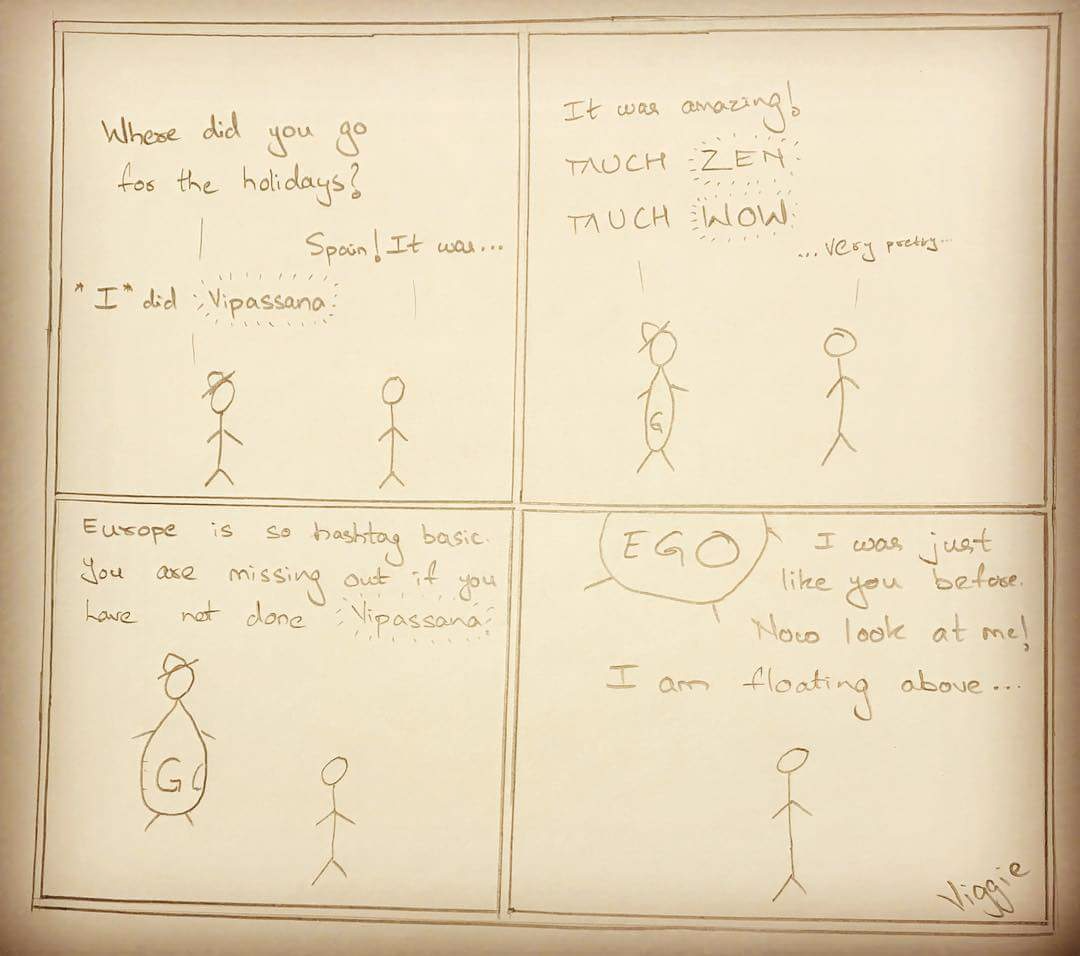 Where did you go
for the holidays?
Spain! It was...
*I* did Vipassana
It was amazing!
MUCH ZEN
MUCH WOW
...very pretty...
G
Europe is so hashtag basic.
You are missing out if you
have not done Vipassana
G
EGO
I was just
like you before.
Now look at me!
I am floating above...
Viggie